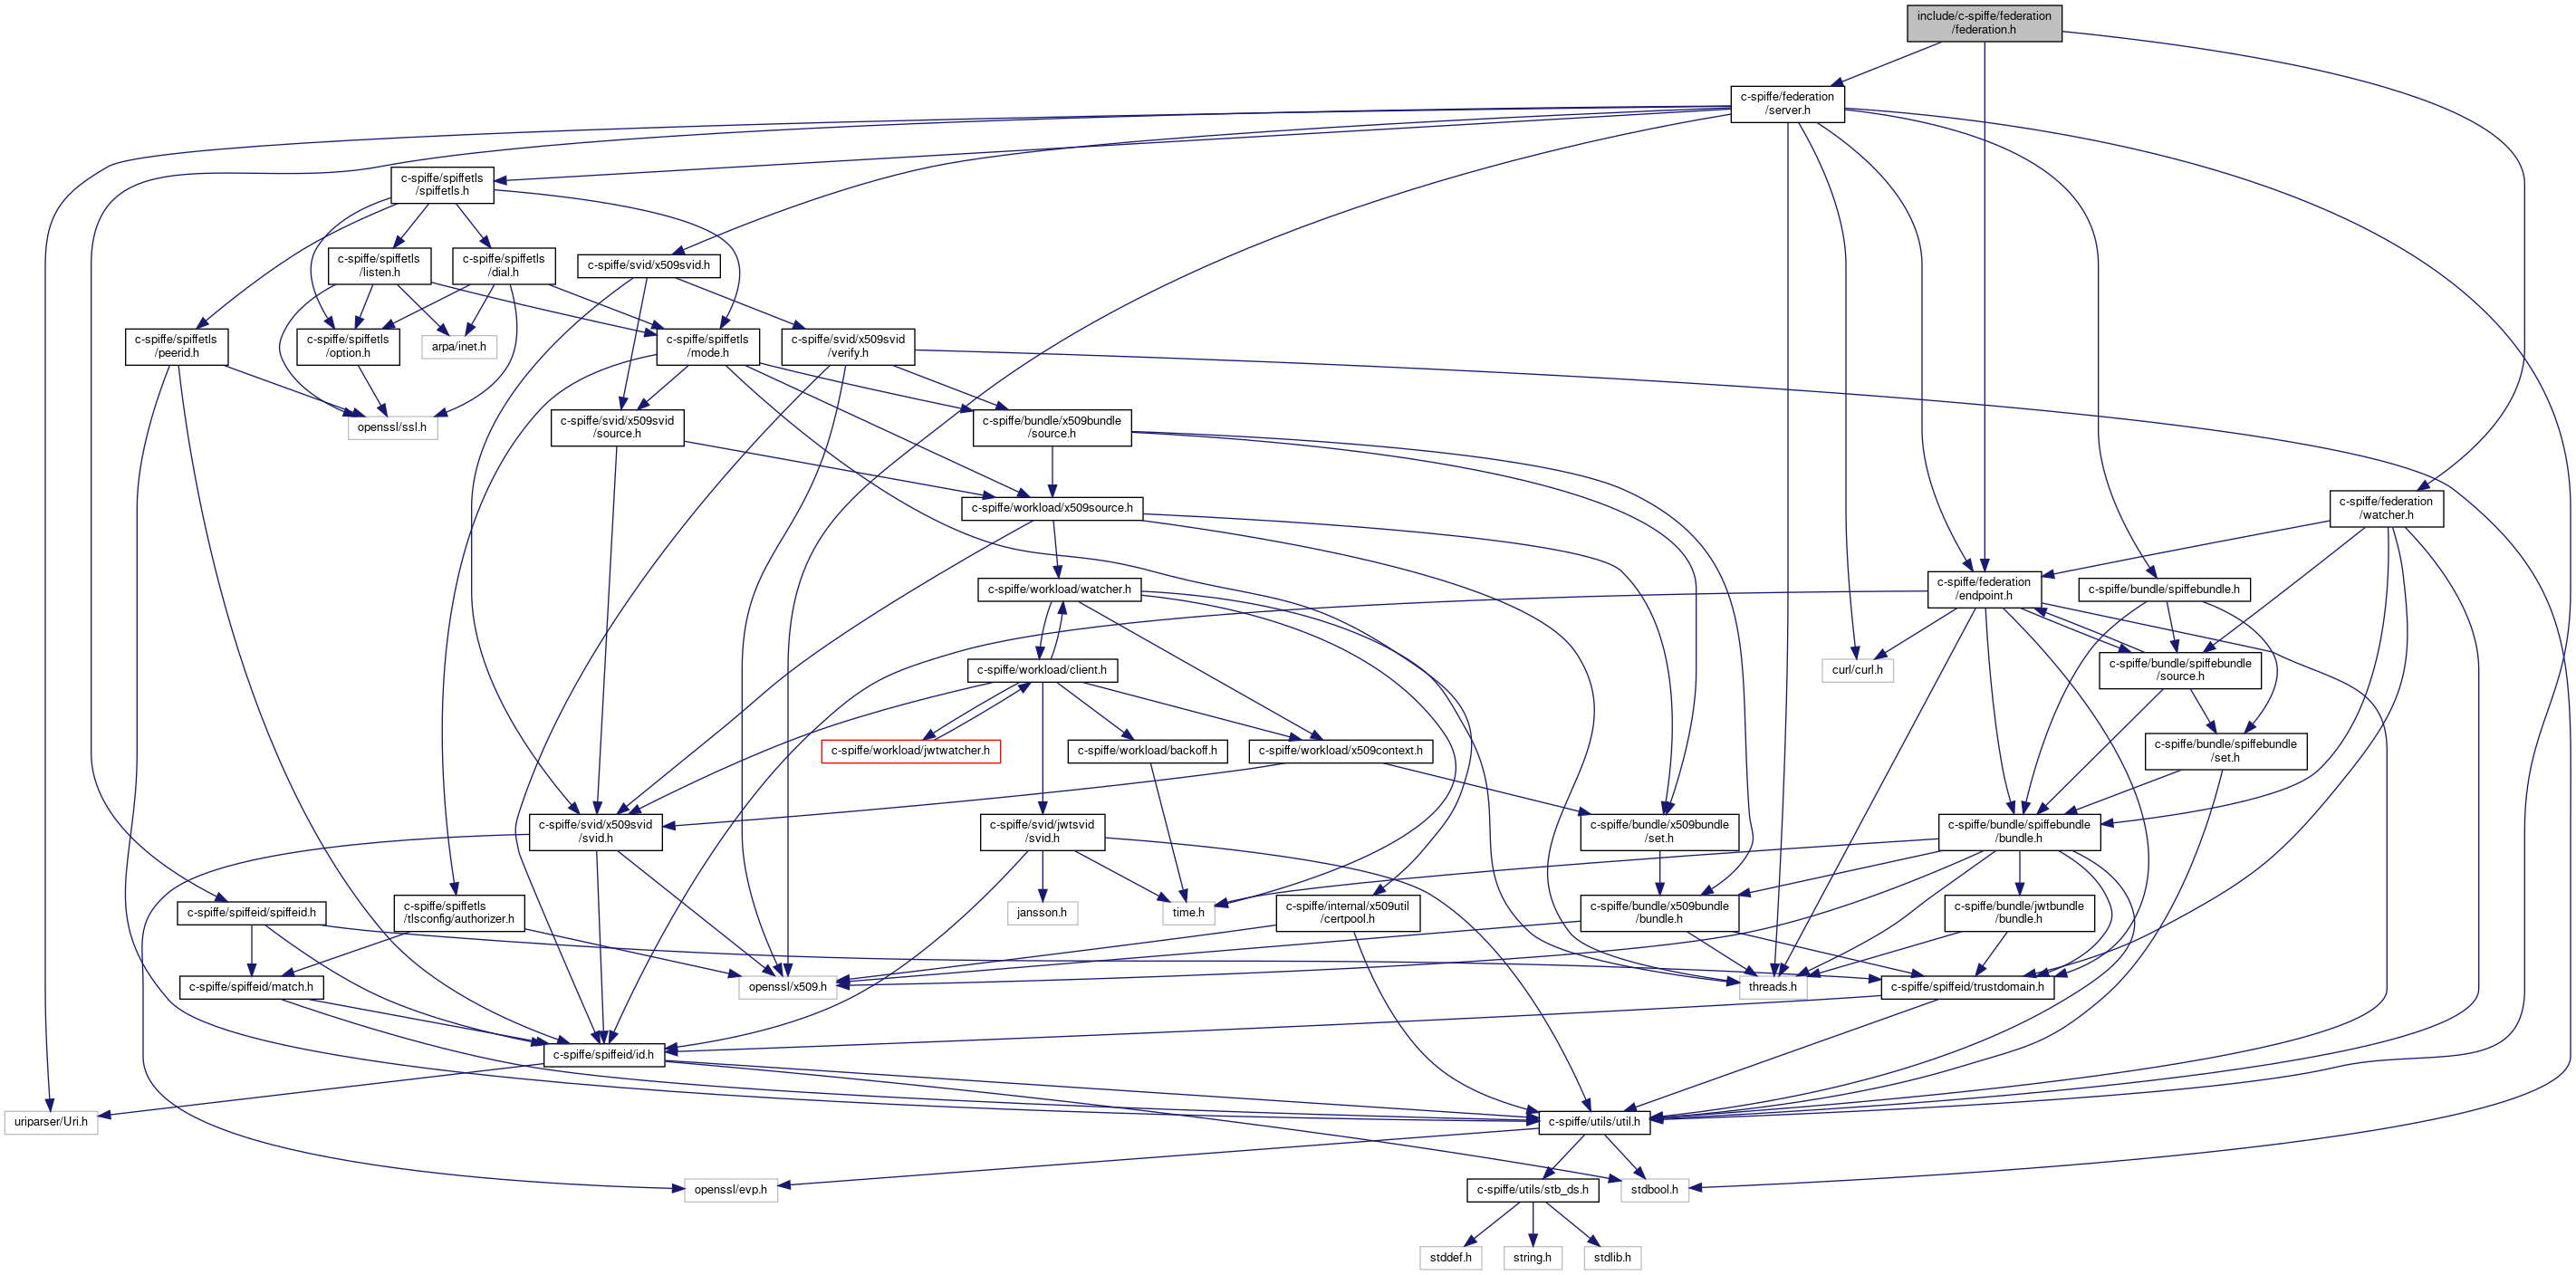 include/c-spiffe/federation
/federation.h
c-spiffe/federation
/server.h
c-spiffe/spiffetls
/spiffetls.h
c-spiffe/spiffetls
/listen.h
c-spiffe/spiffetls
/dial.h
c-spiffe/svid/x509svid.h
c-spiffe/spiffetls
/peerid.h
c-spiffe/spiffetls
/option.h
arpa/inet.h
c-spiffe/spiffetls
/mode.h
c-spiffe/svid/x509svid
/verify.h
openssl/ssl.h
c-spiffe/svid/x509svid
/source.h
c-spiffe/bundle/x509bundle
/source.h
c-spiffe/workload/x509source.h
c-spiffe/federation
/watcher.h
c-spiffe/workload/watcher.h
c-spiffe/federation
/endpoint.h
c-spiffe/bundle/spiffebundle.h
c-spiffe/workload/client.h
curl/curl.h
c-spiffe/bundle/spiffebundle
/source.h
c-spiffe/workload/jwtwatcher.h
c-spiffe/workload/backoff.h
c-spiffe/workload/x509context.h
c-spiffe/bundle/spiffebundle
/set.h
c-spiffe/svid/x509svid
/svid.h
c-spiffe/svid/jwtsvid
/svid.h
c-spiffe/bundle/x509bundle
/set.h
c-spiffe/bundle/spiffebundle
/bundle.h
c-spiffe/spiffeid/spiffeid.h
c-spiffe/spiffetls
/tlsconfig/authorizer.h
jansson.h
time.h
c-spiffe/internal/x509util
/certpool.h
c-spiffe/bundle/x509bundle
/bundle.h
c-spiffe/bundle/jwtbundle
/bundle.h
c-spiffe/spiffeid/match.h
openssl/x509.h
threads.h
c-spiffe/spiffeid/trustdomain.h
c-spiffe/spiffeid/id.h
uriparser/Uri.h
c-spiffe/utils/util.h
openssl/evp.h
c-spiffe/utils/stb_ds.h
stdbool.h
stddef.h
string.h
stdlib.h